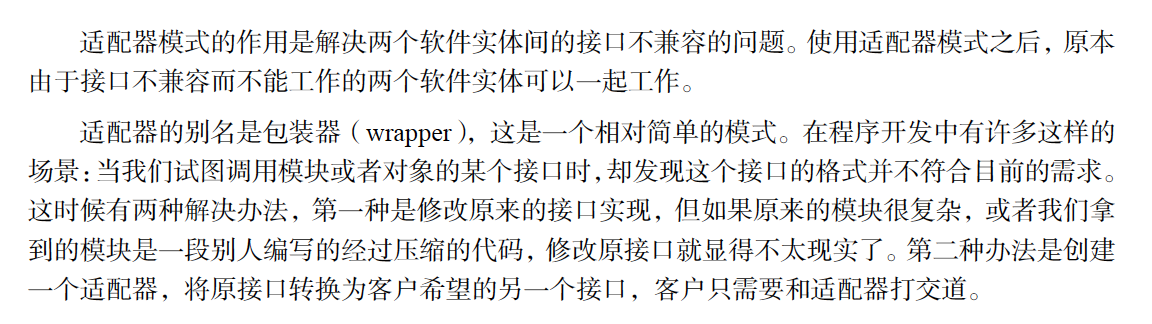 适配器模式的作用是解决两个软件实体间的接口不兼容的问题。使用适配器模式之后，原本
由于接口不兼容而不能工作的两个软件实体可以一起工作。
适配器的别名是包装器（wrapper），这是一个相对简单的模式。在程序开发中有许多这样的
场景：当我们试图调用模块或者对象的某个接口时，却发现这个接口的格式并不符合目前的需求。
这时候有两种解决办法，第一种是修改原来的接口实现，但如果原来的模块很复杂，或者我们拿
到的模块是一段别人编写的经过压缩的代码，修改原接口就显得不太现实了。第二种办法是创建
一个适配器，将原接口转换为客户希望的另一个接口，客户只需要和适配器打交道。